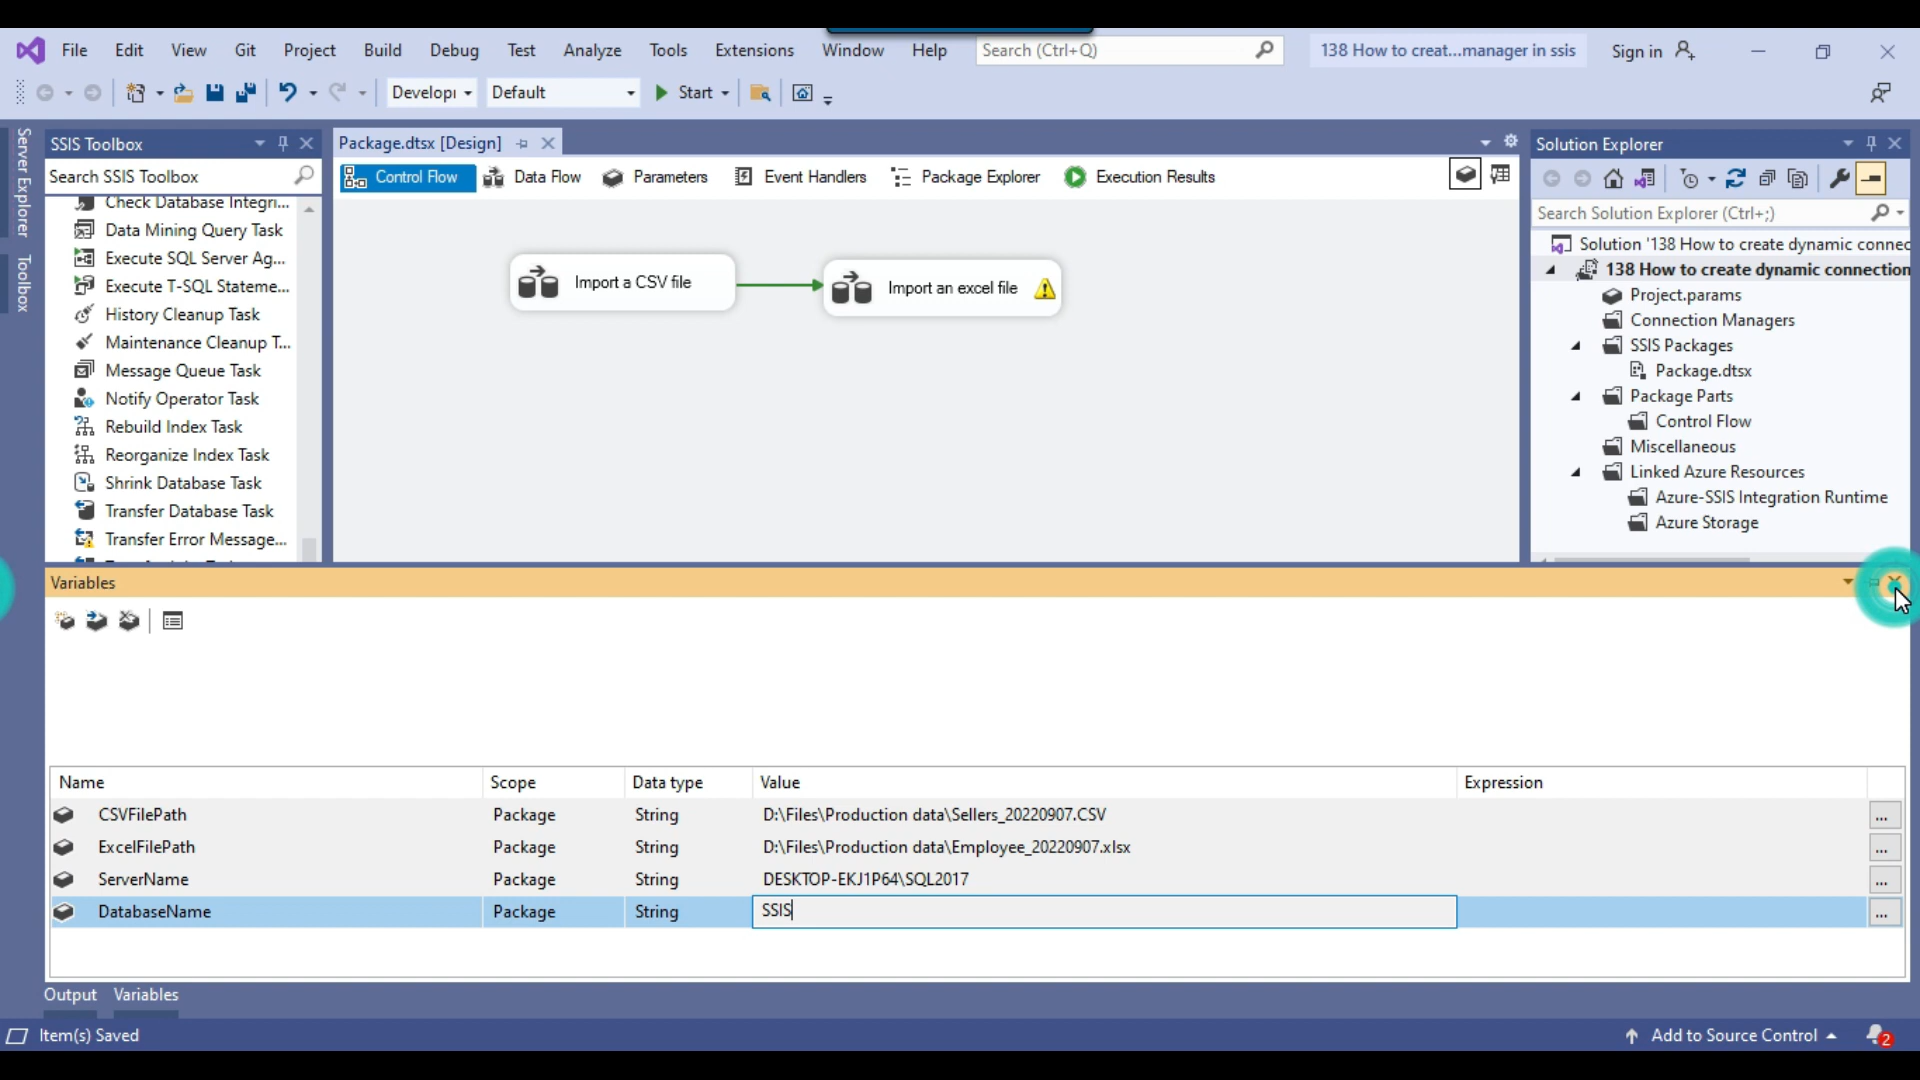 File Edit View Git Project Build Debug Test Analyze Tools Extensions Window Help Search (Ctrl+Q) 138 How to creat...manager in ssis Sign in
Developi Default Start
Server Explorer
Toolbox
SSIS Toolbox
Search SSIS Toolbox
Check Database Integri...
Data Mining Query Task
Execute SQL Server Ag...
Execute T-SQL Stateme...
History Cleanup Task
Maintenance Cleanup T...
Message Queue Task
Notify Operator Task
Rebuild Index Task
Reorganize Index Task
Shrink Database Task
Transfer Database Task
Transfer Error Message...
Package.dtsx [Design]
Control Flow Data Flow Parameters Event Handlers Package Explorer Execution Results
Import a CSV file
Import an excel file
Solution Explorer
Search Solution Explorer (Ctrl+;)
Solution '138 How to create dynamic connec
138 How to create dynamic connection
Project.params
Connection Managers
SSIS Packages
Package.dtsx
Package Parts
Control Flow
Miscellaneous
Linked Azure Resources
Azure-SSIS Integration Runtime
Azure Storage
Variables
Name Scope Data type Value Expression
CSVFilePath Package String D:\Files\Production data\Sellers_20220907.CSV ...
ExcelFilePath Package String D:\Files\Production data\Employee_20220907.xlsx ...
ServerName Package String DESKTOP-EKJ1P64\SQL2017 ...
DatabaseName Package String SSIS ...
Output Variables
Item(s) Saved Add to Source Control 2